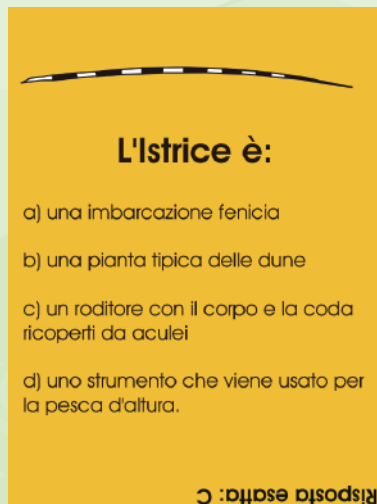 L'Istrice è:
a) una imbarcazione fenicia
b) una pianta tipica delle dune
c) un roditore con il corpo e la coda
ricoperti da aculei
d) uno strumento che viene usato per
la pesca d'altura.
Risposta esatta: C